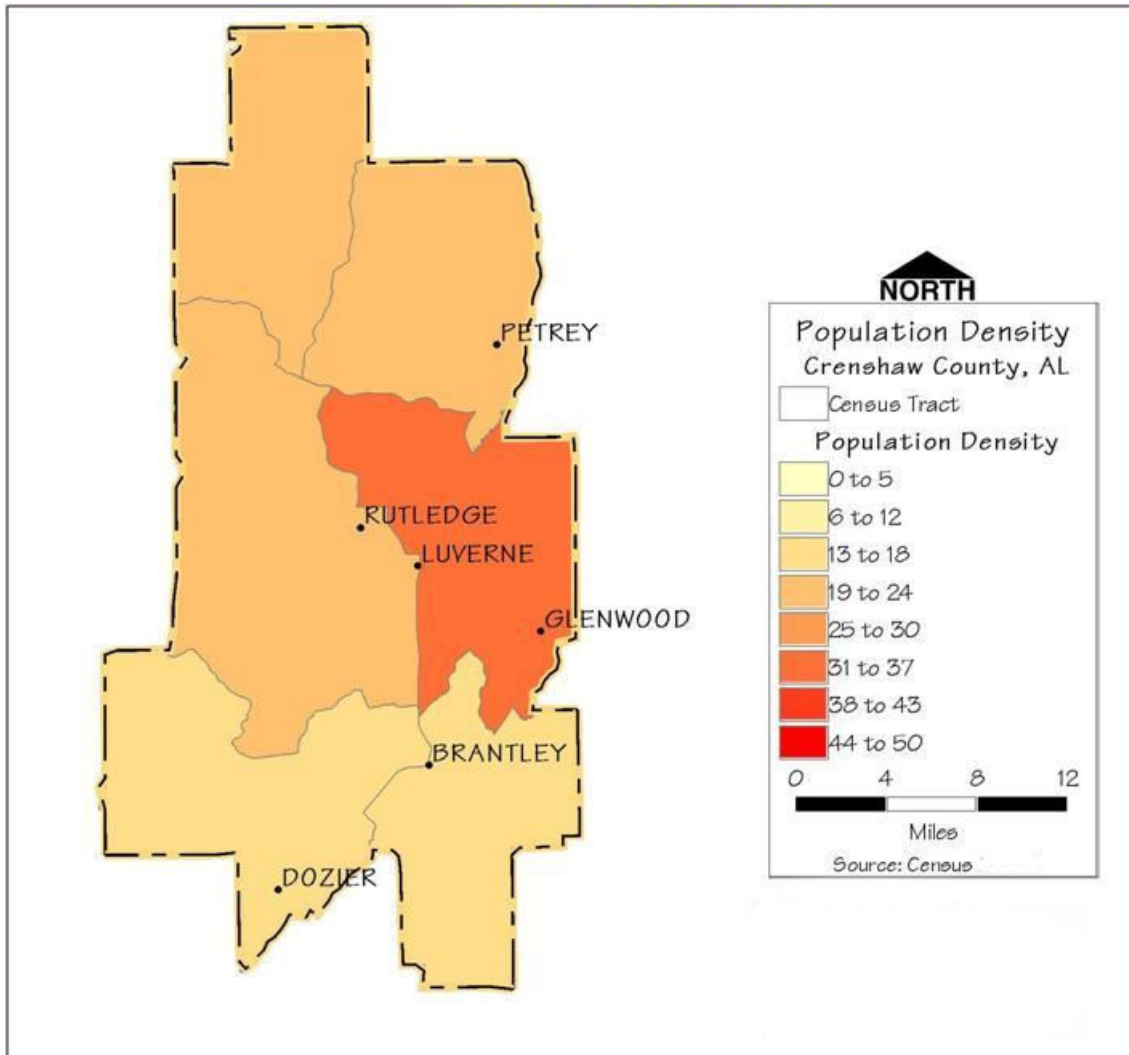 PETREY
RUTLEDGE
LUVERNE
GLENWOOD
BRANTLEY
DOZIER
NORTH
Population Density
Crenshaw County, AL
Census Tract
Population Density
0 to 5
6 to 12
13 to 18
19 to 24
25 to 30
31 to 37
38 to 43
44 to 50
0 4 8 12
Miles
Source: Census